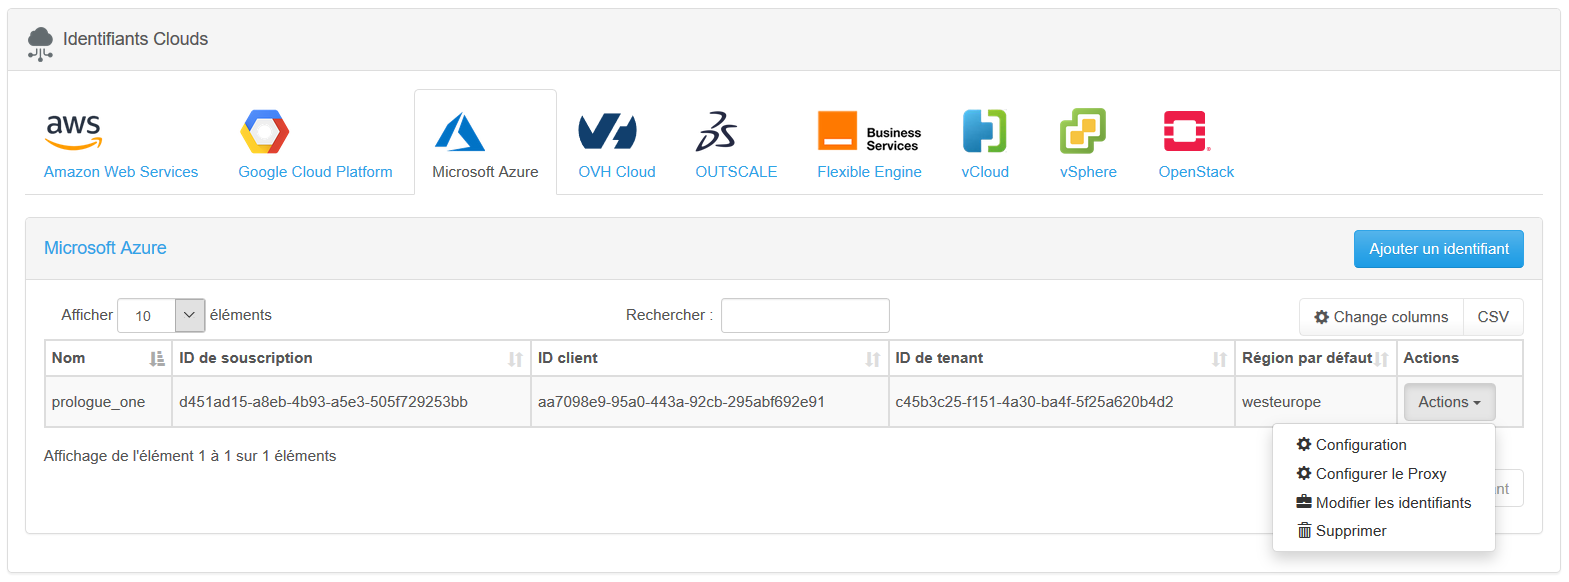 Identifiants Clouds
aws
Business
Services
Amazon Web Services
Google Cloud Platform
Microsoft Azure
OVH Cloud
OUTSCALE
Flexible Engine
vCloud
vSphere
OpenStack
Microsoft Azure
Ajouter un identifiant
Afficher 10 éléments
Rechercher :
Change columns
CSV
Nom
ID de souscription
ID client
ID de tenant
Région par défaut
Actions
prologue_one
d451ad15-a8eb-4b93-a5e3-505f729253bb
aa7098e9-95a0-443a-92cb-295abf692e91
c45b3c25-f151-4a30-ba4f-5f25a620b4d2
westeurope
Actions
Affichage de l'élément 1 à 1 sur 1 éléments
Configuration
Configurer le Proxy
Modifier les identifiants
Supprimer